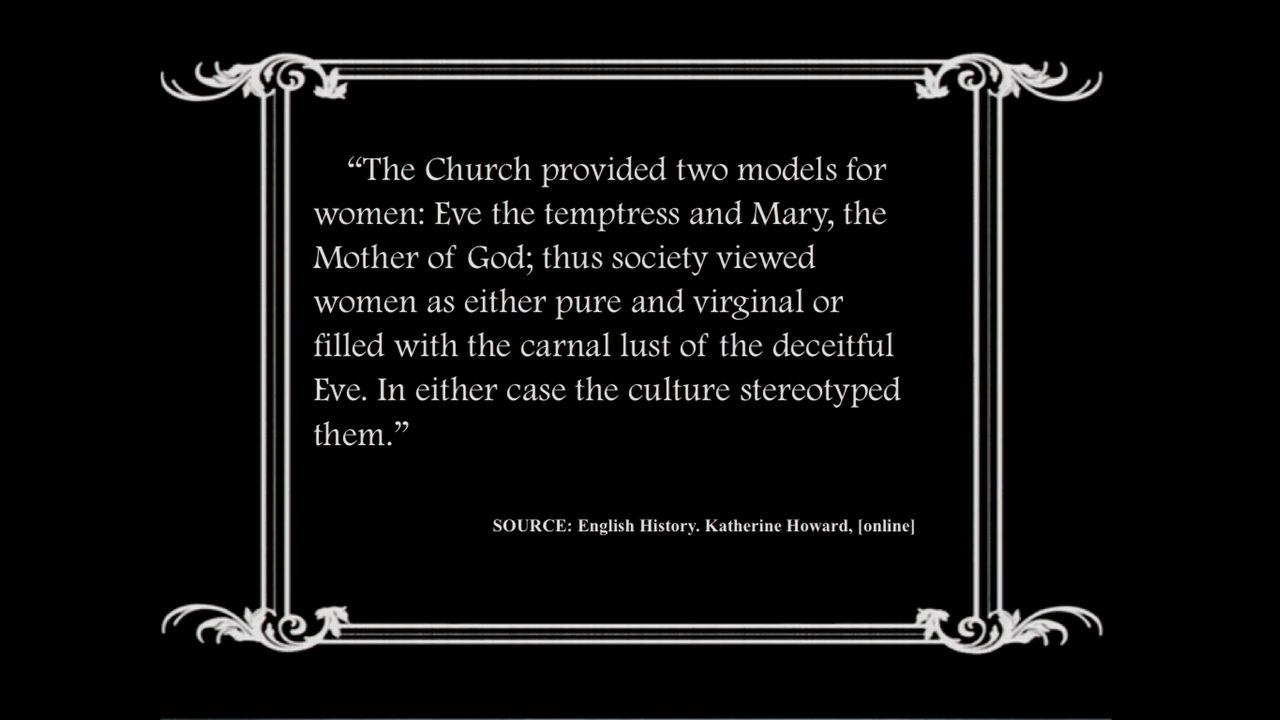 “The Church provided two models for
women: Eve the temptress and Mary, the
Mother of God; thus society viewed
women as either pure and virginal or
filled with the carnal lust of the deceitful
Eve. In either case the culture stereotyped
them.”
SOURCE: English History. Katherine Howard, [online]